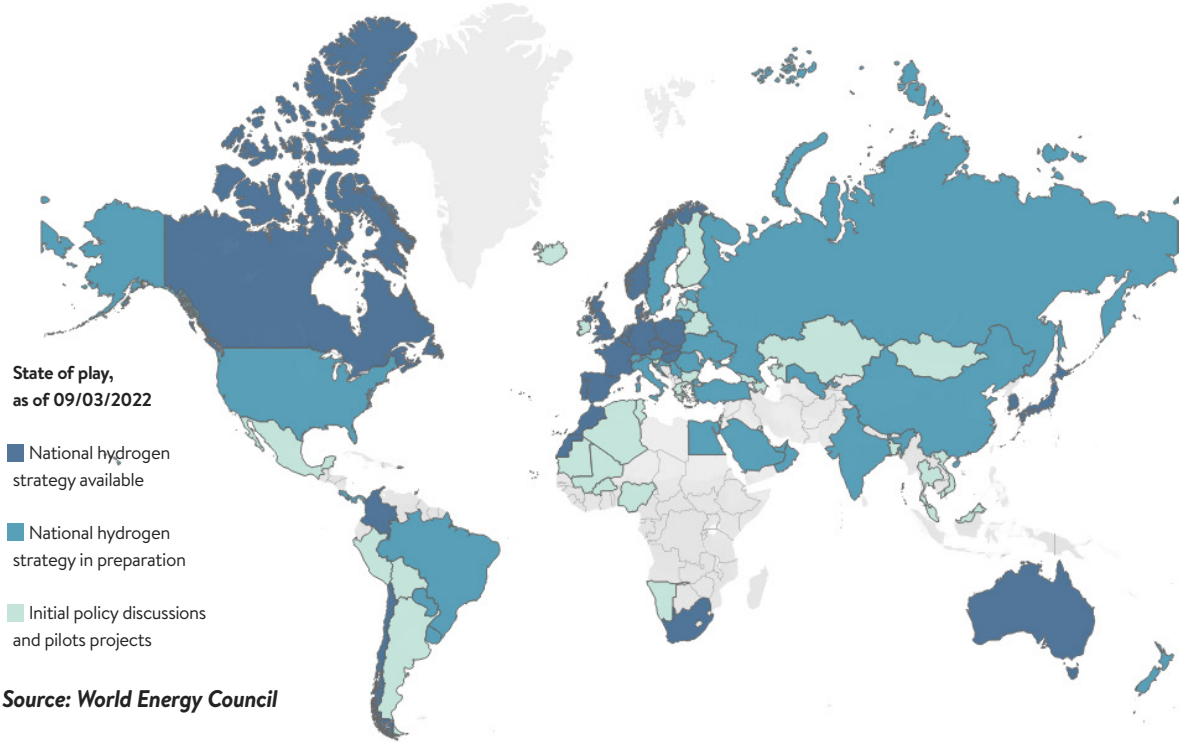 State of play,
as of 09/03/2022
National hydrogen
strategy available
National hydrogen
strategy in preparation
Initial policy discussions
and pilots projects
Source: World Energy Council